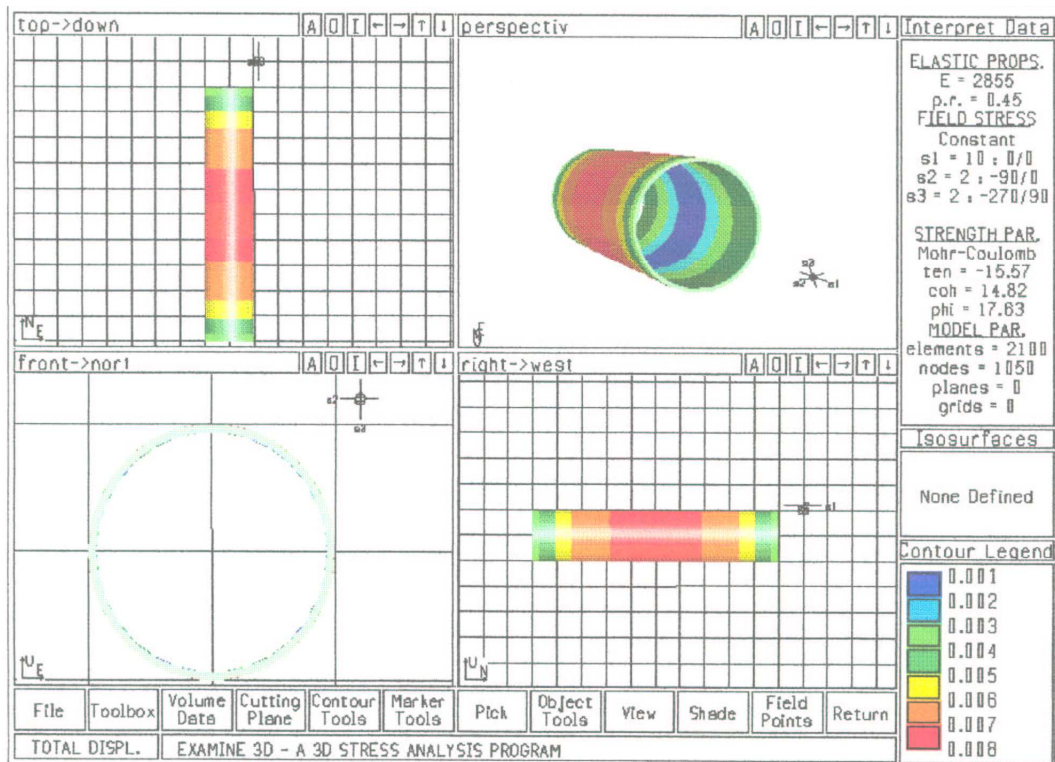 top->down
A O I ← → ↑ ↓
perspectiv
A O I ← → ↑ ↓
Interpret Data
ELASTIC PROPS.
E = 2855
p.r. = 0.45
FIELD STRESS
Constant
s1 = 10 : 0/0
s2 = 2 : -90/0
s3 = 2 : -270/90
STRENGTH PAR.
Mohr-Coulomb
ten = -15.57
coh = 14.82
phi = 17.63
MODEL PAR.
elements = 2100
nodes = 1050
planes = 0
grids = 0
N E
s3
s2 s1
front->nort
A O I ← → ↑ ↓
right->west
A O I ← → ↑ ↓
s2
s3
s1
U E
U N
Isosurfaces
None Defined
Contour Legend
0.001
0.002
0.003
0.004
0.005
0.006
0.007
0.008
File Toolbox Volume Data Cutting Plane Contour Tools Marker Tools Pick Object Tools View Shade Field Points Return
TOTAL DISPL. EXAMINE 3D - A 3D STRESS ANALYSIS PROGRAM